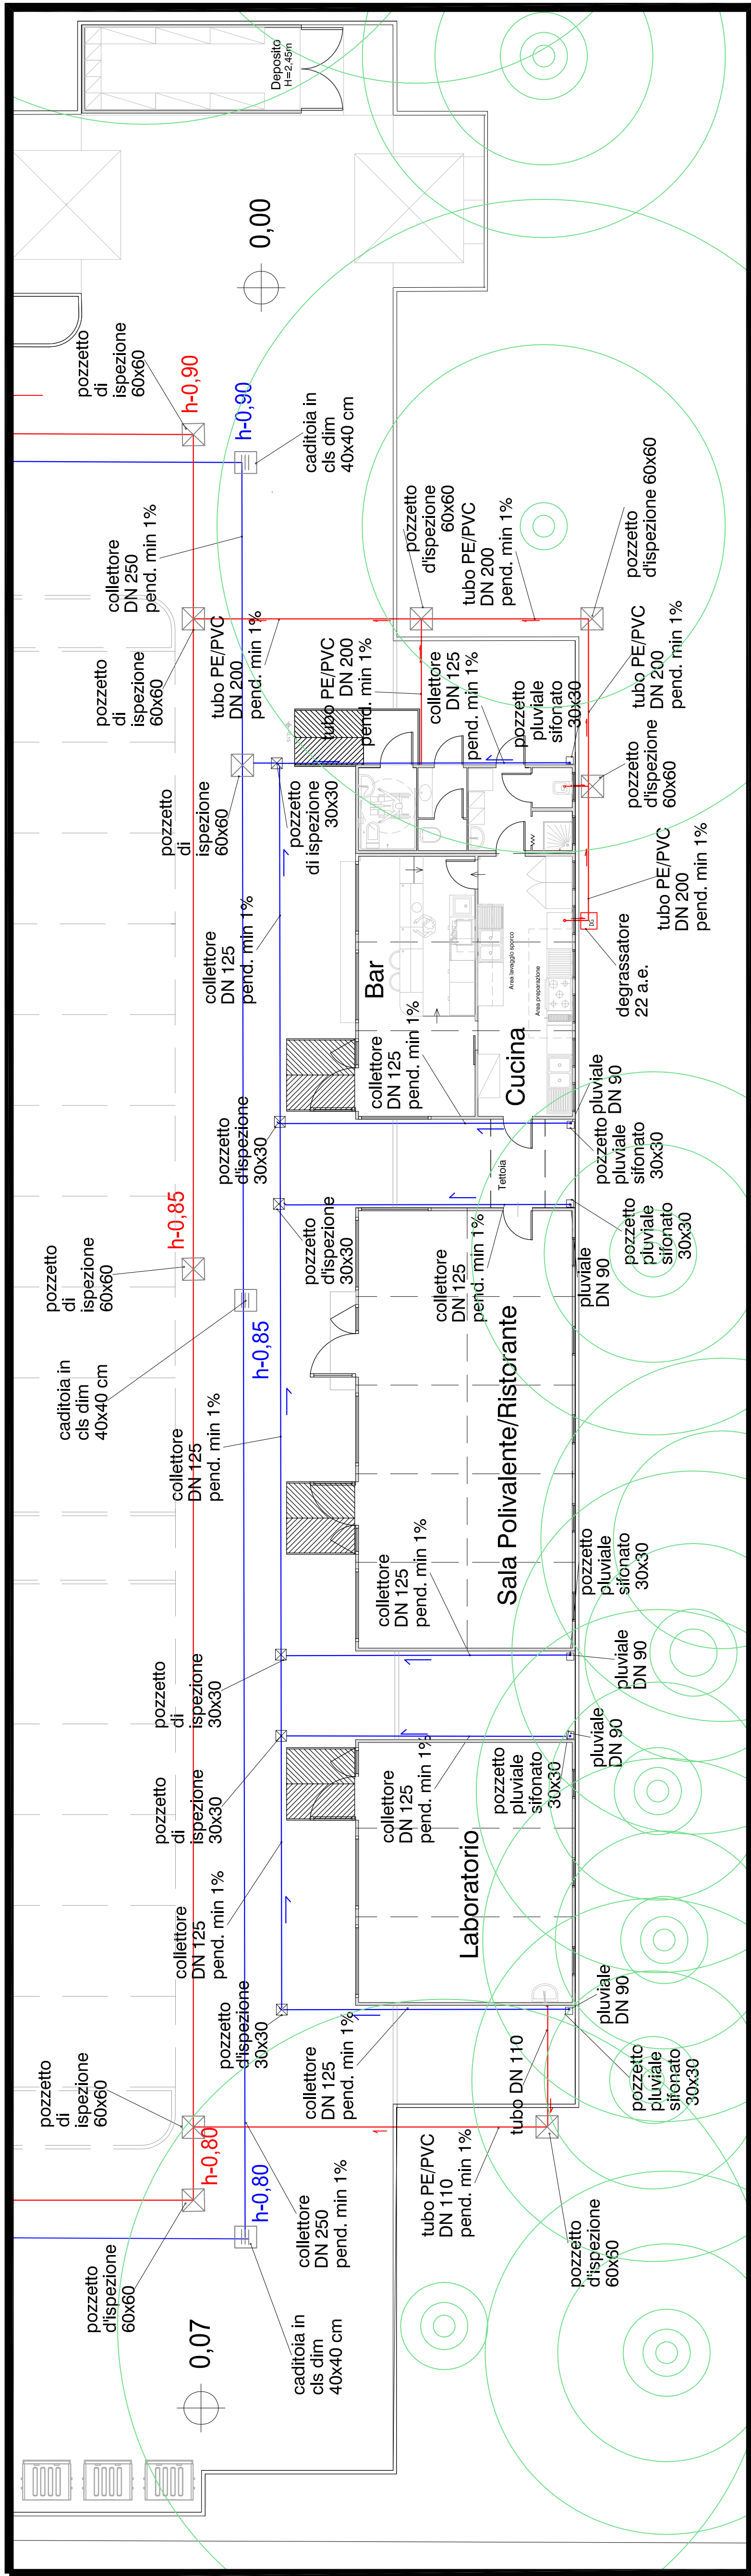 Deposito
H=2,45m
0,00
pozzetto
di
ispezione
60x60
h-0,90
h-0,90
caditoia in
cls dim
40x40 cm
collettore
DN 250
pend. min 1%
pozzetto
d'ispezione
60x60
tubo PE/PVC
DN 200
pend. min 1%
pozzetto
d'ispezione 60x60
pozzetto
di
ispezione
60x60
tubo PE/PVC
DN 200
pend. min 1%
tubo PE/PVC
DN 200
pend. min 1%
collettore
DN 125
pend. min 1%
pozzetto
pluviale
sifonato
30x30
tubo PE/PVC
DN 200
pend. min 1%
pozzetto
di
ispezione
60x60
pozzetto
di ispezione
30x30
pozzetto
d'ispezione
60x60
tubo PE/PVC
DN 200
pend. min 1%
collettore
DN 125
pend. min 1%
Bar
Area lavaggio sporco
Area preparazione
DG
degrassatore
22 a.e.
Cucina
collettore
DN 125
pend. min 1%
pluviale
DN 90
pozzetto
d'ispezione
30x30
Tettoia
pozzetto
pluviale
sifonato
30x30
h-0,85
pozzetto
di
ispezione
60x60
pozzetto
d'ispezione
30x30
collettore
DN 125
pend. min 1%
pozzetto
pluviale
sifonato
30x30
pluviale
DN 90
h-0,85
caditoia in
cls dim
40x40 cm
Sala Polivalente/Ristorante
collettore
DN 125
pend. min 1%
collettore
DN 125
pend. min 1%
pozzetto
pluviale
sifonato
30x30
pozzetto
di
ispezione
30x30
pluviale
DN 90
pozzetto
di
ispezione
30x30
collettore
DN 125
pend. min 1%
pozzetto
pluviale
sifonato
30x30
pluviale
DN 90
Laboratorio
collettore
DN 125
pend. min 1%
pozzetto
d'ispezione
30x30
collettore
DN 125
pend. min 1%
pluviale
DN 90
pozzetto
pluviale
sifonato
30x30
tubo DN 110
pozzetto
di
ispezione
60x60
h-0,80
h-0,80
collettore
DN 250
pend. min 1%
tubo PE/PVC
DN 110
pend. min 1%
pozzetto
d'ispezione
60x60
pozzetto
d'ispezione
60x60
0,07
caditoia in
cls dim
40x40 cm